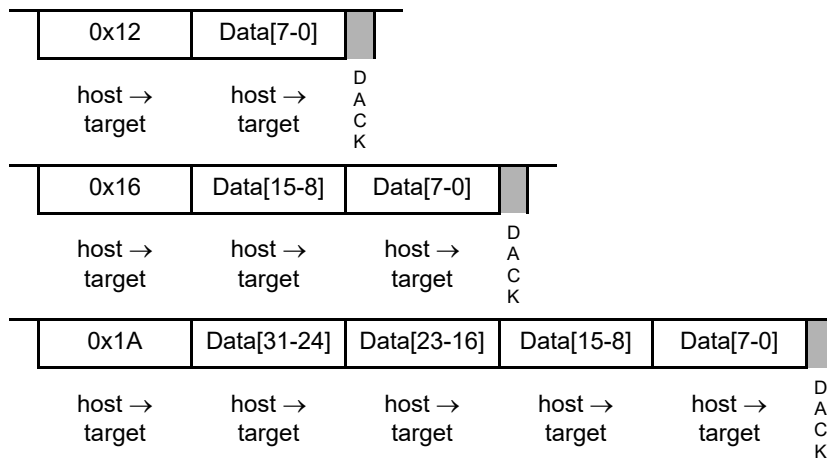 0x12 Data[7-0]
host → host →
target target
D
A
C
K
0x16 Data[15-8] Data[7-0]
host → host → host →
target target target
D
A
C
K
0x1A Data[31-24] Data[23-16] Data[15-8] Data[7-0]
host → host → host → host → host →
target target target target target
D
A
C
K